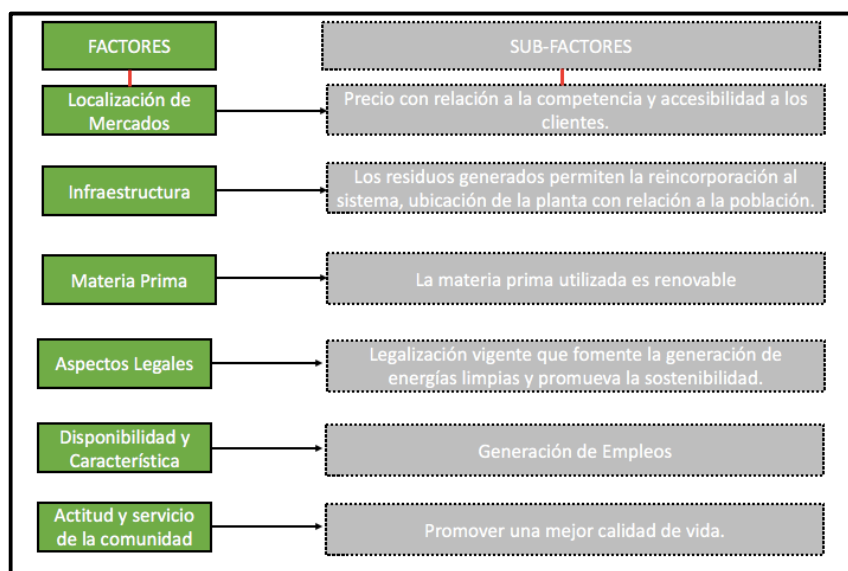 FACTORES
SUB-FACTORES
Localización de
Mercados
Precio con relación a la competencia y accesibilidad a los
clientes.
Infraestructura
Los residuos generados permiten la reincorporación al
sistema, ubicación de la planta con relación a la población.
Materia Prima
La materia prima utilizada es renovable
Aspectos Legales
Legalización vigente que fomente la generación de
energías limpias y promueva la sostenibilidad.
Disponibilidad y
Característica
Generación de Empleos
Actitud y servicio
de la comunidad
Promover una mejor calidad de vida.